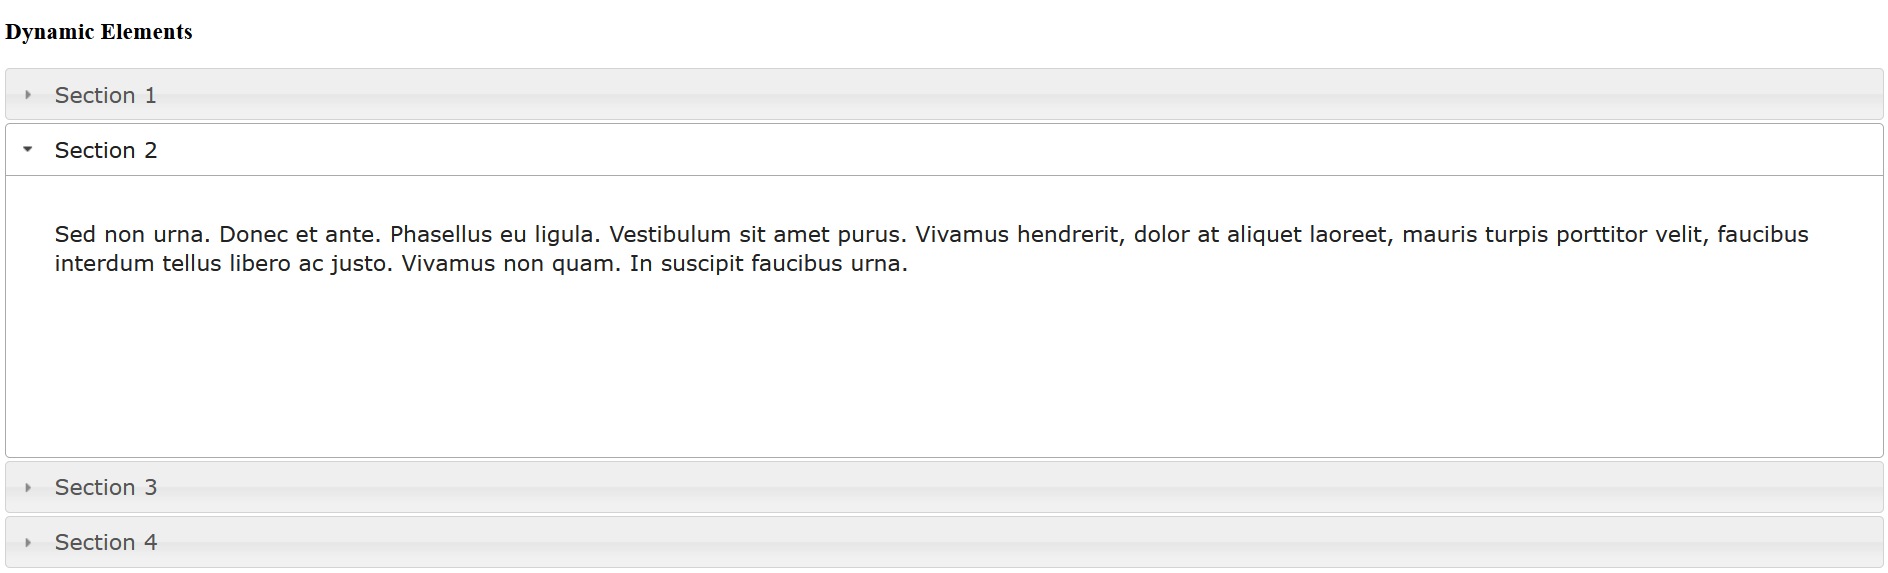 Dynamic Elements
Section 1
Section 2
Sed non urna. Donec et ante. Phasellus eu ligula. Vestibulum sit amet purus. Vivamus hendrerit, dolor at aliquet laoreet, mauris turpis porttitor velit, faucibus
interdum tellus libero ac justo. Vivamus non quam. In suscipit faucibus urna.
Section 3
Section 4